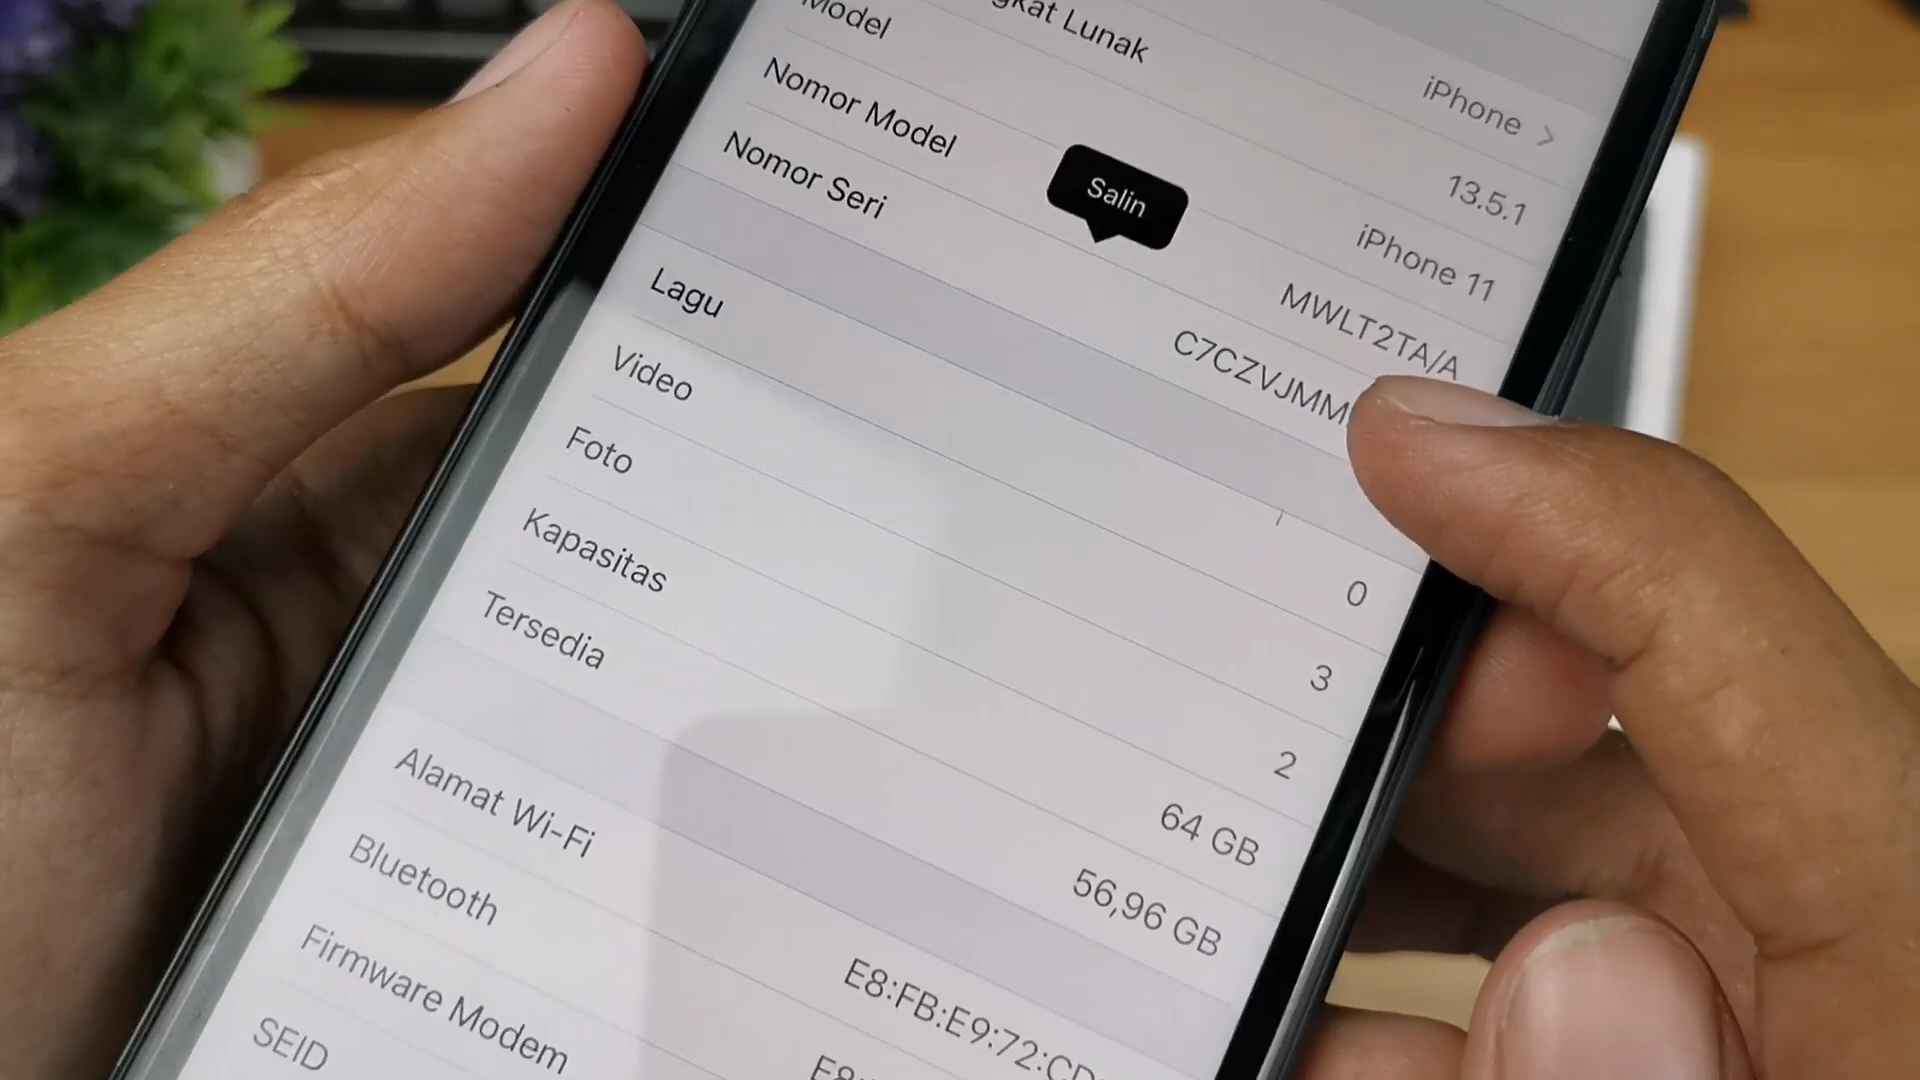 Lunak
iPhone
Model
13.5.1
Nomor Model
iPhone 11
Salin
Nomor Seri
MWLT2TA/A
C7CZVJMM
Lagu
0
Video
3
Foto
2
Kapasitas
64 GB
Tersedia
56,96 GB
Alamat Wi-Fi
E8:FB:E9:72:CD
Bluetooth
E8:
Firmware Modem
SEID